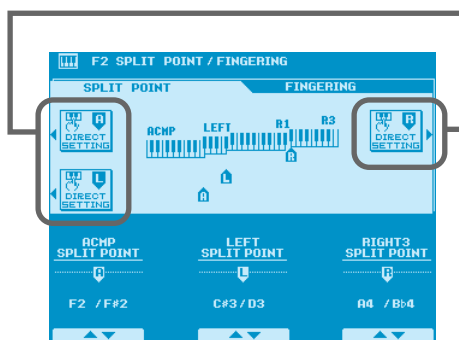 F2 SPLIT POINT / FINGERING
SPLIT POINT FINGERING
A
DIRECT
SETTING
ACMP LEFT R1 R3
R
DIRECT
SETTING
R
L
DIRECT
SETTING
L
A
ACMP
SPLIT POINT
LEFT
SPLIT POINT
RIGHT3
SPLIT POINT
A L R
F2 / F#2 C#3 / D3 A4 / B♭4